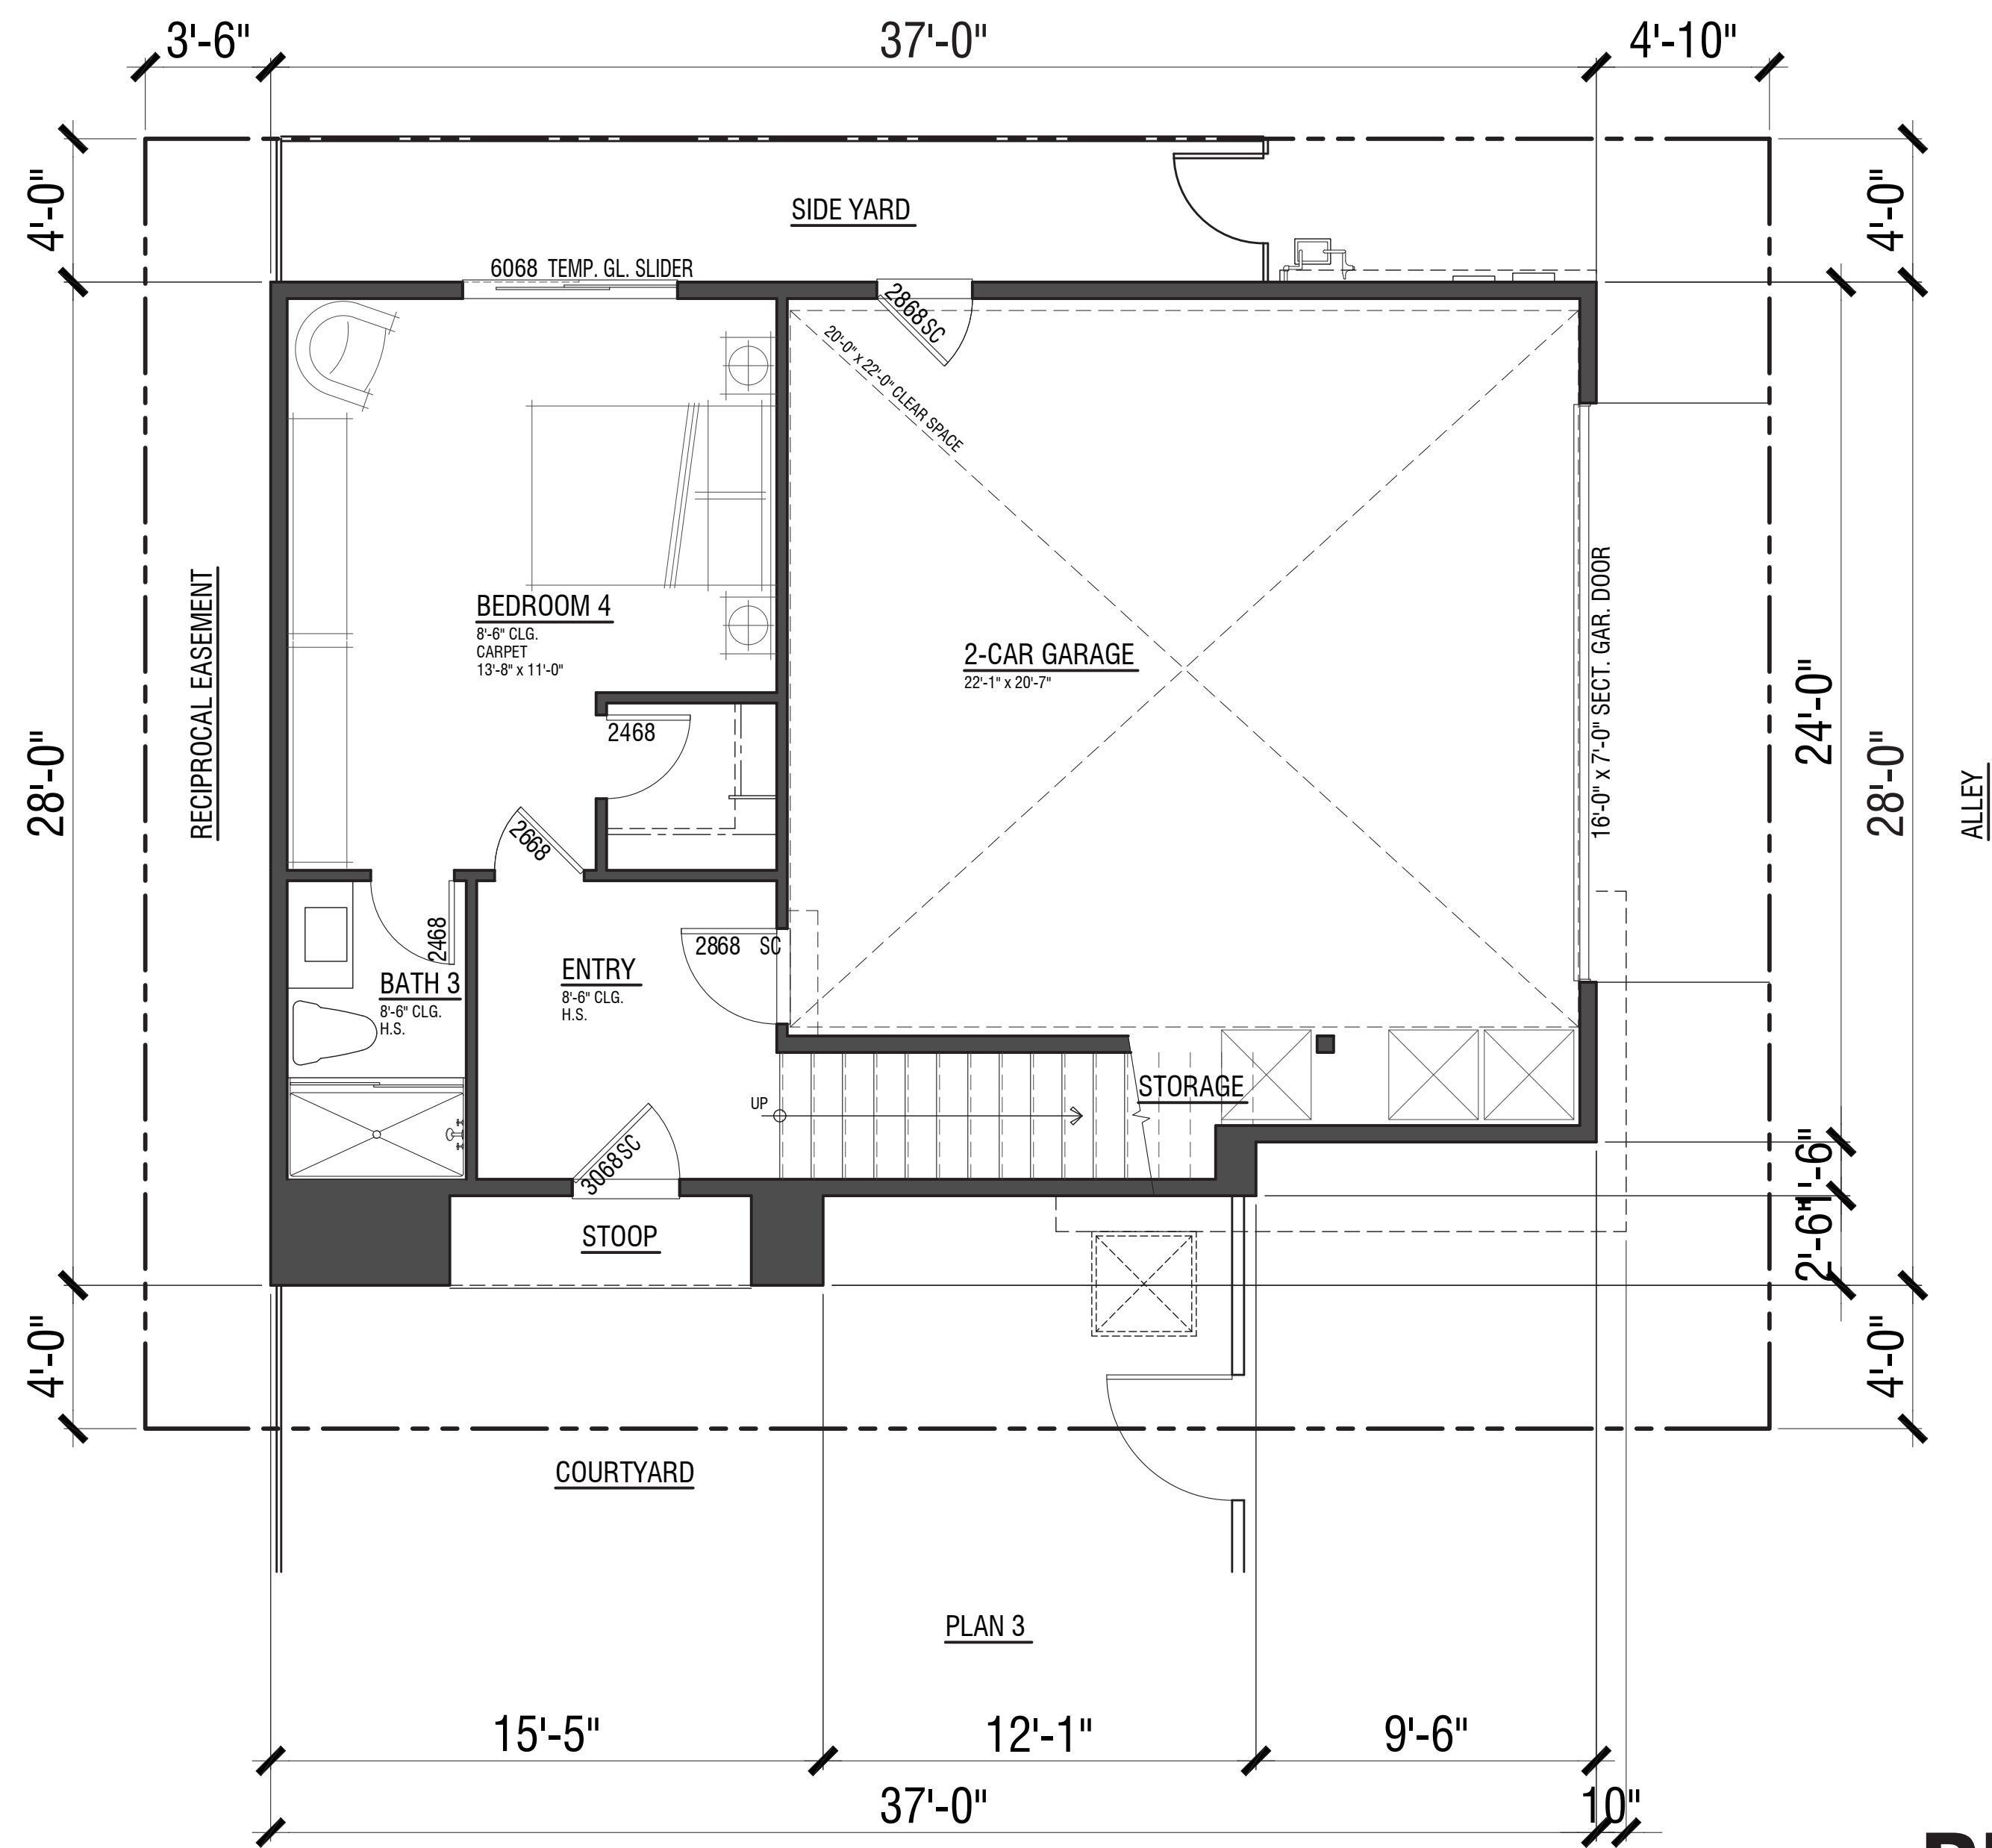 3'-6"
37'-0"
4'-10"
4'-0"
4'-0"
SIDE YARD
6068 TEMP. GL. SLIDER
2868 SC
20'-0" x 22'-0" CLEAR SPACE
RECIPROCAL EASEMENT
BEDROOM 4
8'-6" CLG.
CARPET
13'-8" x 11'-0"
2-CAR GARAGE
22'-1" x 20'-7"
16'-0" x 7'-0" SECT. GAR. DOOR
24'-0"
28'-0"
28'-0"
ALLEY
2468
2668
2468
2868 SC
BATH 3
8'-6" CLG.
H.S.
ENTRY
8'-6" CLG.
H.S.
UP
STORAGE
3068 SC
STOOP
1'-6"
2'-6"
4'-0"
4'-0"
COURTYARD
PLAN 3
15'-5"
12'-1"
9'-6"
37'-0"
10"